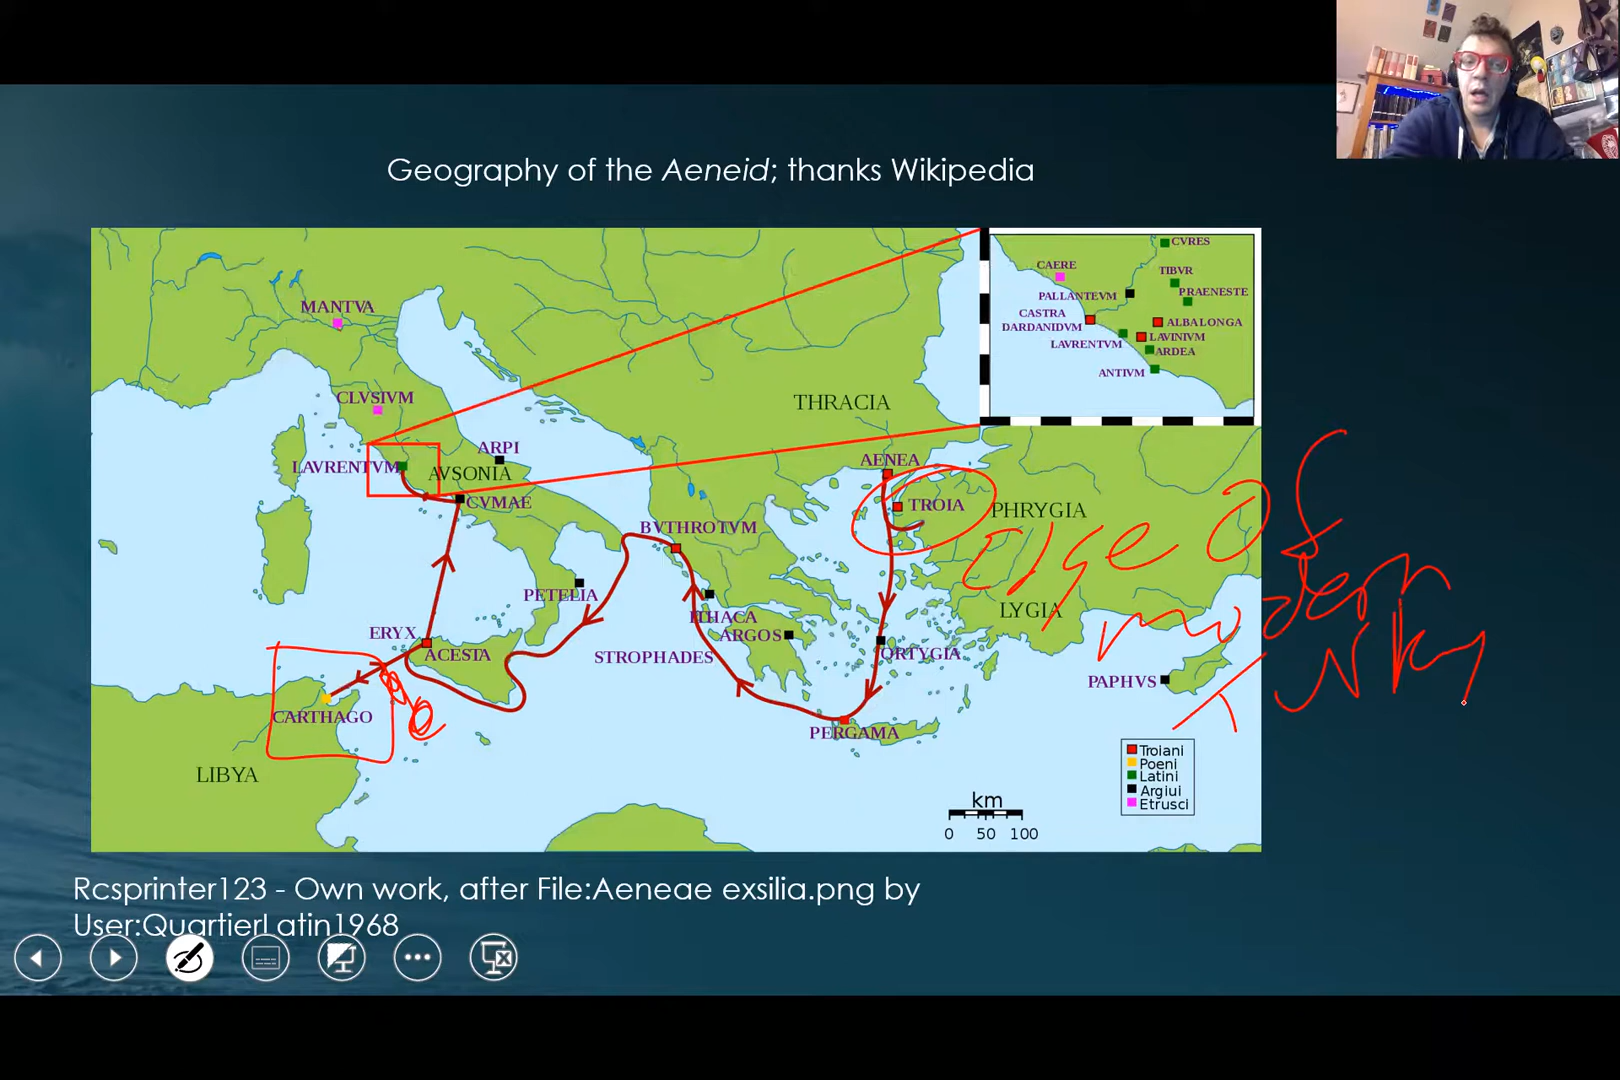 Geography of the Aeneid; thanks Wikipedia
CVRES
CAERE
TIBVR
PALLANTEVM
PRAENESTE
CASTRA
DARDANIDVM
ALBALONGA
LAVRENTVM
LAVINIVM
ARDEA
ANTIVM
MANTVA
CLVSIVM
THRACIA
ARPI
LAVRENTVM
AVSONIA
AENEA
CVMAE
TROIA
PHRYGIA
BVTHROTVM
edge of
modern
Turkey
PETELIA
ITHACA
LYGIA
ARGOS
ERYX
ACESTA
STROPHADES
ORTYGIA
PAPHVS
CARTHAGO
PERGAMA
LIBYA
Troiani
Poeni
Latini
Argiui
Etrusci
km
0 50 100
Rcsprinter123 - Own work, after File:Aeneae exsilia.png by
User:QuartierLatin1968